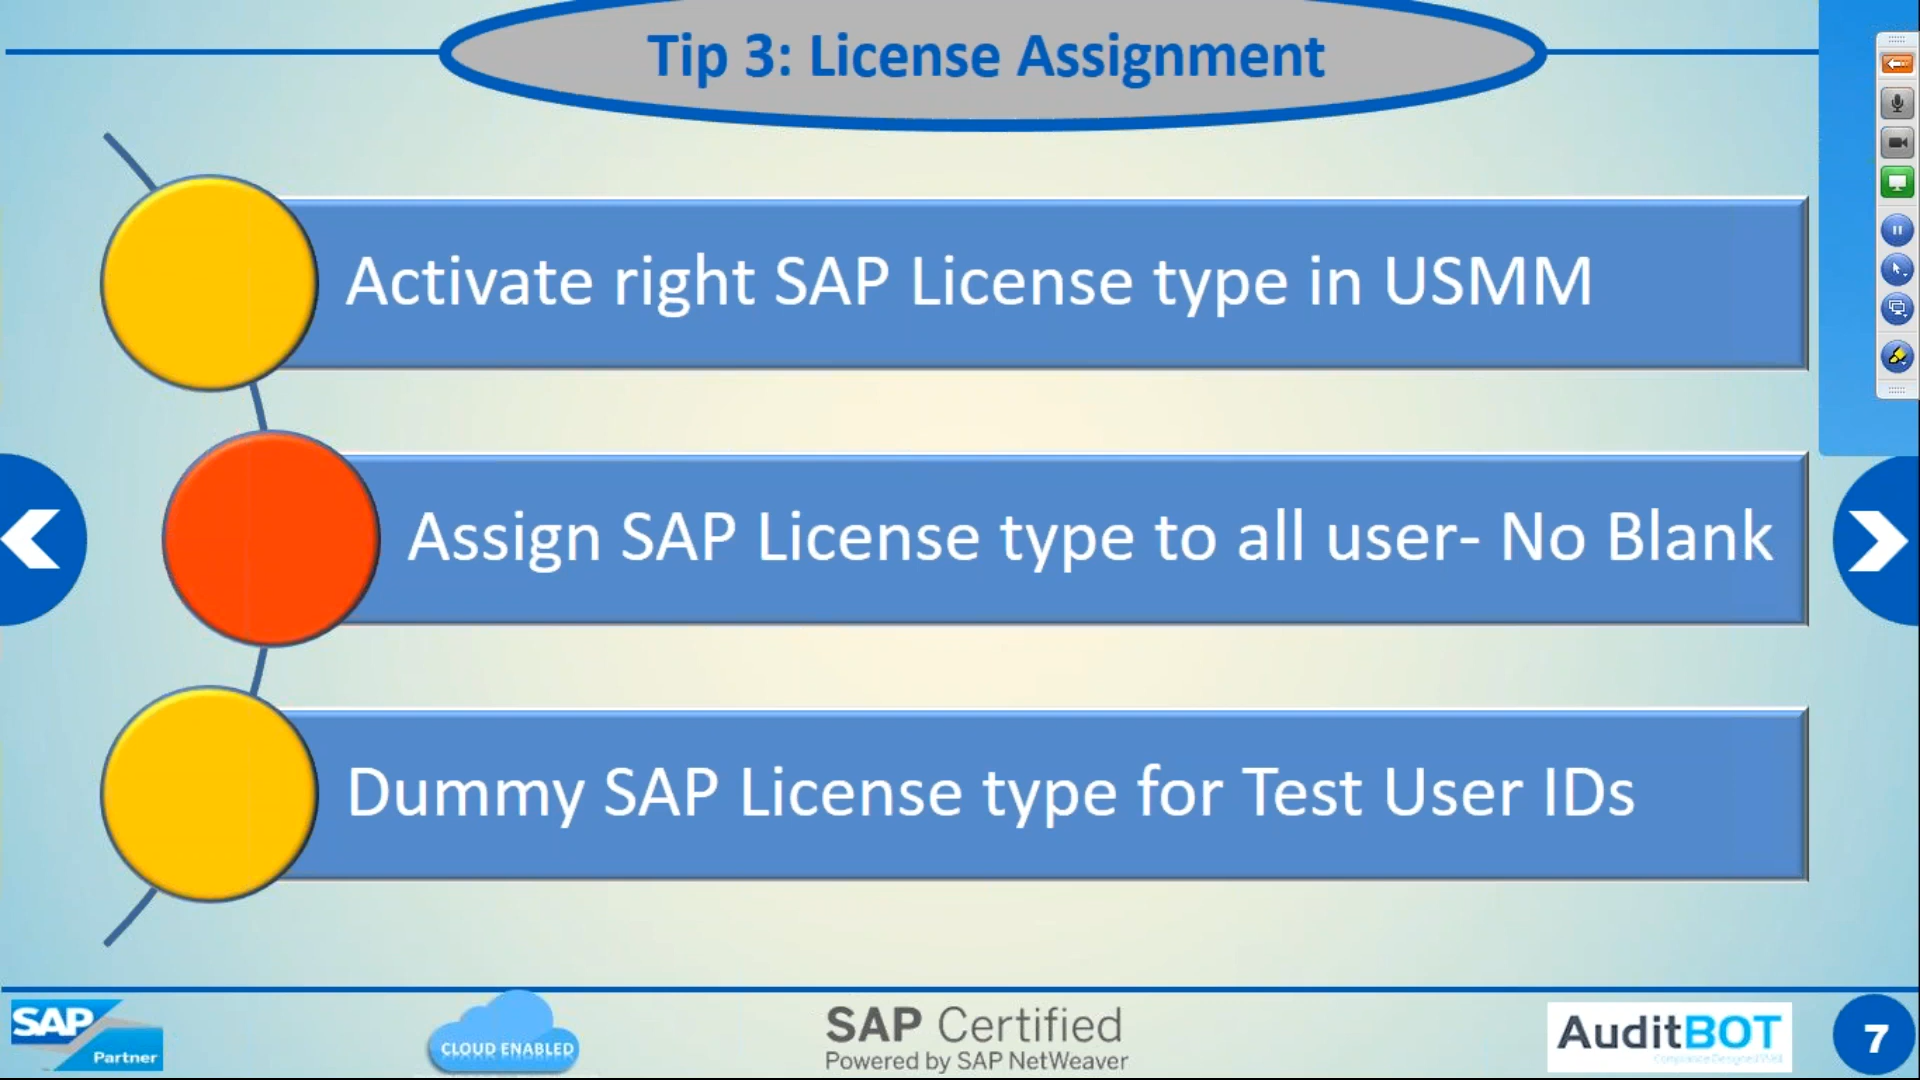 Tip 3: License Assignment
Activate right SAP License type in USMM
Assign SAP License type to all user- No Blank
Dummy SAP License type for Test User IDs
SAP
Partner
CLOUD ENABLED
SAP Certified
Powered by SAP NetWeaver
AuditBOT
7